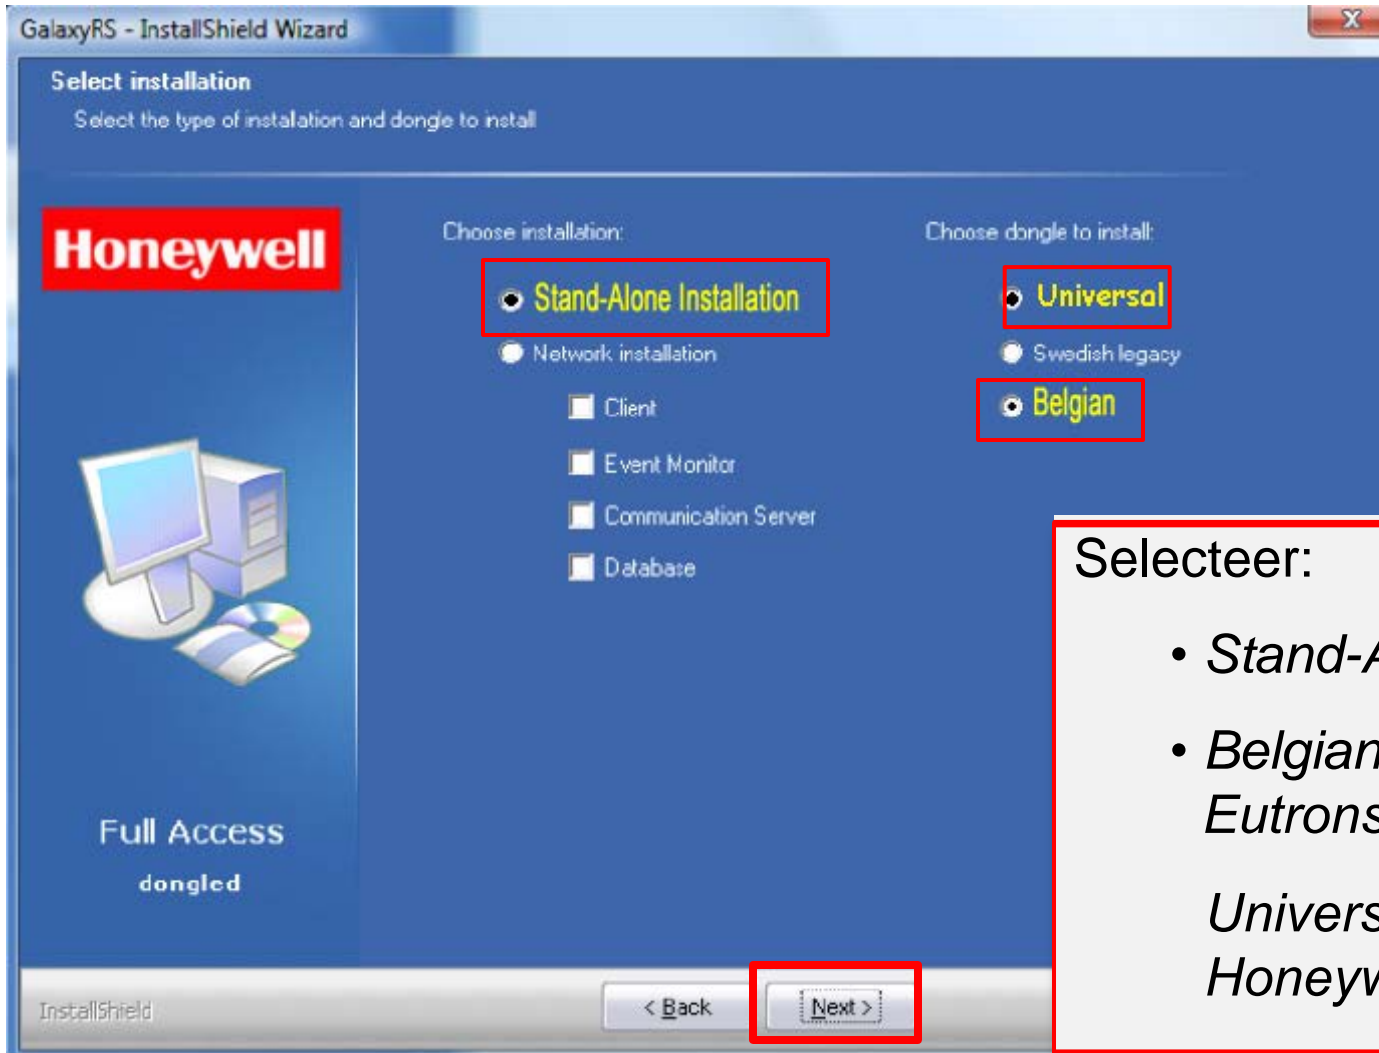 GalaxyRS - InstallShield Wizard
Select installation
Select the type of instalation and dongle to install
Honeywell
Choose installation:
Choose dongle to install:
Stand-Alone Installation
Universal
Network installation
Swedish legacy
Client
Belgian
Event Monitor
Communication Server
Database
Selecteer:
• Stand-A
• Belgian
Eutrons
Univers
Honeyw
Full Access
dongled
InstallShield
< Back
Next >